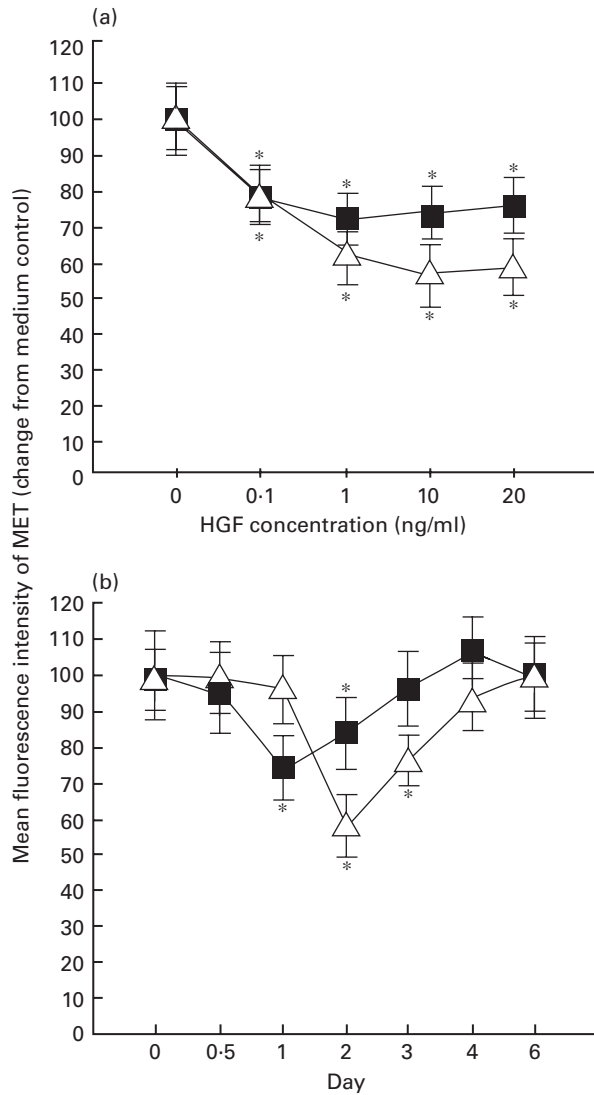 (a)
120
110
100
90
80
70
60
50
40
30
20
10
0
* * * * * * * *
0 0·1 1 10 20
HGF concentration (ng/ml)
Mean fluorescence intensity of MET (change from medium control)
(b)
120
110
100
90
80
70
60
50
40
30
20
10
0
* * * *
0 0·5 1 2 3 4 6
Day